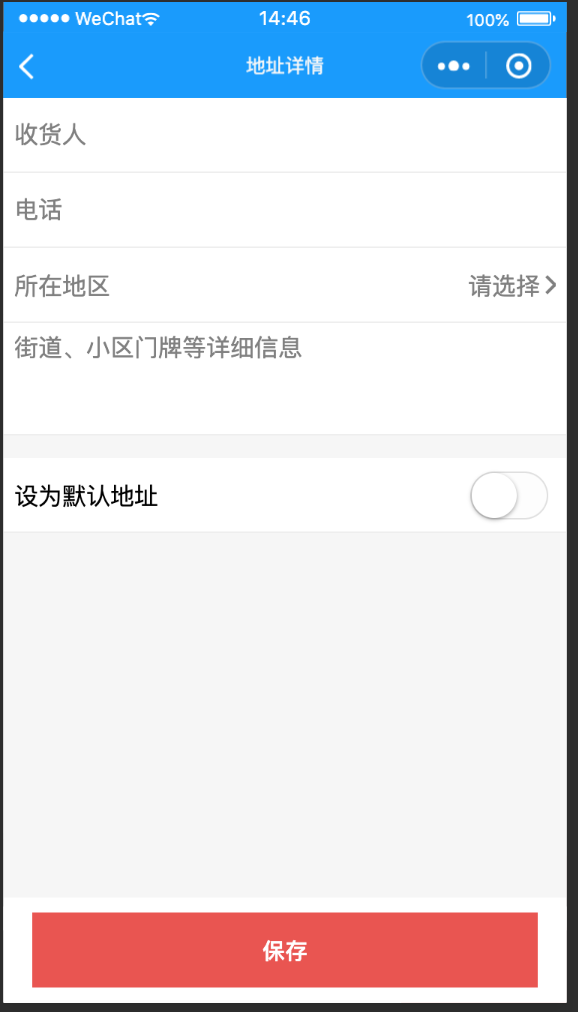 WeChat 14:46 100%
地址详情
收货人
电话
所在地区 请选择
街道、小区门牌等详细信息
设为默认地址
保存